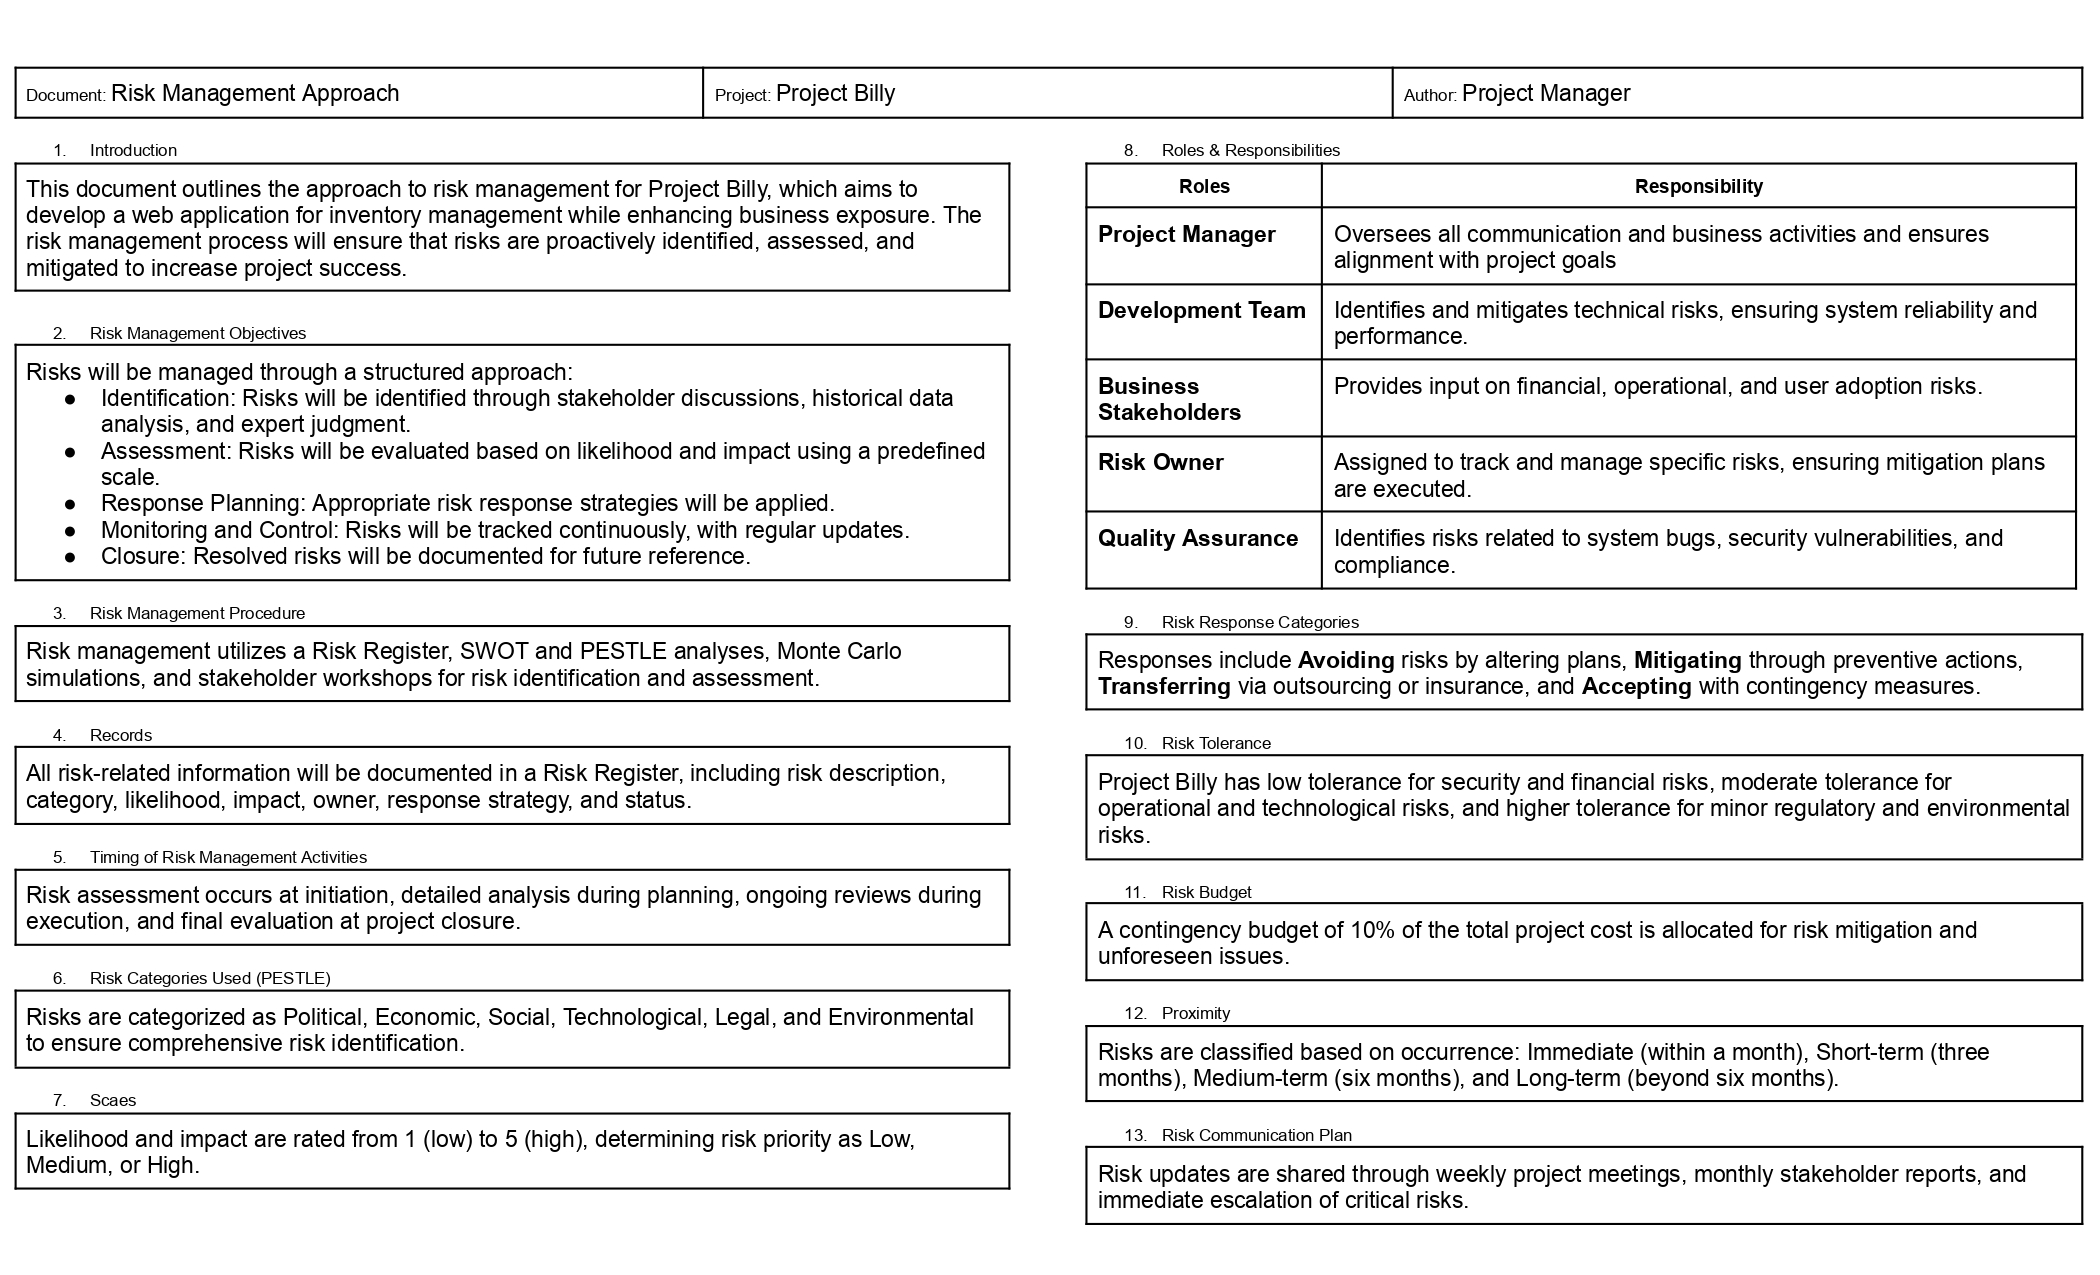 Document: Risk Management Approach
Project: Project Billy
Author: Project Manager
1. Introduction
This document outlines the approach to risk management for Project Billy, which aims to
develop a web application for inventory management while enhancing business exposure. The
risk management process will ensure that risks are proactively identified, assessed, and
mitigated to increase project success.
2. Risk Management Objectives
Risks will be managed through a structured approach:
● Identification: Risks will be identified through stakeholder discussions, historical data
analysis, and expert judgment.
● Assessment: Risks will be evaluated based on likelihood and impact using a predefined
scale.
● Response Planning: Appropriate risk response strategies will be applied.
● Monitoring and Control: Risks will be tracked continuously, with regular updates.
● Closure: Resolved risks will be documented for future reference.
3. Risk Management Procedure
Risk management utilizes a Risk Register, SWOT and PESTLE analyses, Monte Carlo
simulations, and stakeholder workshops for risk identification and assessment.
4. Records
All risk-related information will be documented in a Risk Register, including risk description,
category, likelihood, impact, owner, response strategy, and status.
5. Timing of Risk Management Activities
Risk assessment occurs at initiation, detailed analysis during planning, ongoing reviews during
execution, and final evaluation at project closure.
6. Risk Categories Used (PESTLE)
Risks are categorized as Political, Economic, Social, Technological, Legal, and Environmental
to ensure comprehensive risk identification.
7. Scaes
Likelihood and impact are rated from 1 (low) to 5 (high), determining risk priority as Low,
Medium, or High.
8. Roles & Responsibilities
Roles
Responsibility
Project Manager
Oversees all communication and business activities and ensures
alignment with project goals
Development Team
Identifies and mitigates technical risks, ensuring system reliability and
performance.
Business
Stakeholders
Provides input on financial, operational, and user adoption risks.
Risk Owner
Assigned to track and manage specific risks, ensuring mitigation plans
are executed.
Quality Assurance
Identifies risks related to system bugs, security vulnerabilities, and
compliance.
9. Risk Response Categories
Responses include Avoiding risks by altering plans, Mitigating through preventive actions,
Transferring via outsourcing or insurance, and Accepting with contingency measures.
10. Risk Tolerance
Project Billy has low tolerance for security and financial risks, moderate tolerance for
operational and technological risks, and higher tolerance for minor regulatory and environmental
risks.
11. Risk Budget
A contingency budget of 10% of the total project cost is allocated for risk mitigation and
unforeseen issues.
12. Proximity
Risks are classified based on occurrence: Immediate (within a month), Short-term (three
months), Medium-term (six months), and Long-term (beyond six months).
13. Risk Communication Plan
Risk updates are shared through weekly project meetings, monthly stakeholder reports, and
immediate escalation of critical risks.